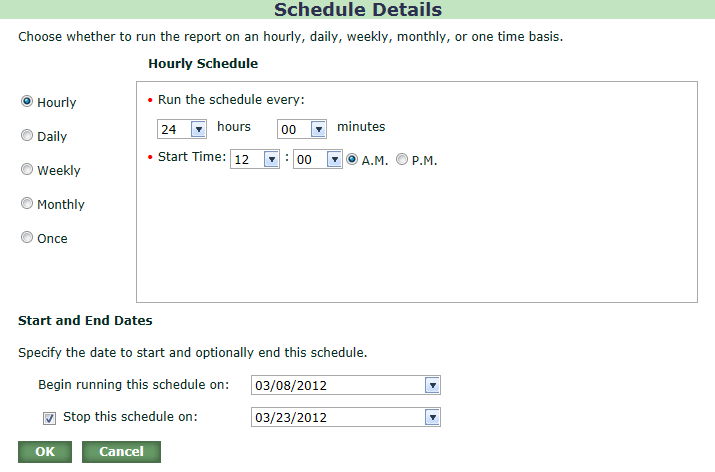 Schedule Details
Choose whether to run the report on an hourly, daily, weekly, monthly, or one time basis.
Hourly Schedule
Hourly
Daily
Weekly
Monthly
Once
• Run the schedule every:
24 hours 00 minutes
• Start Time: 12 : 00 A.M. P.M.
Start and End Dates
Specify the date to start and optionally end this schedule.
Begin running this schedule on: 03/08/2012
Stop this schedule on: 03/23/2012
OK Cancel